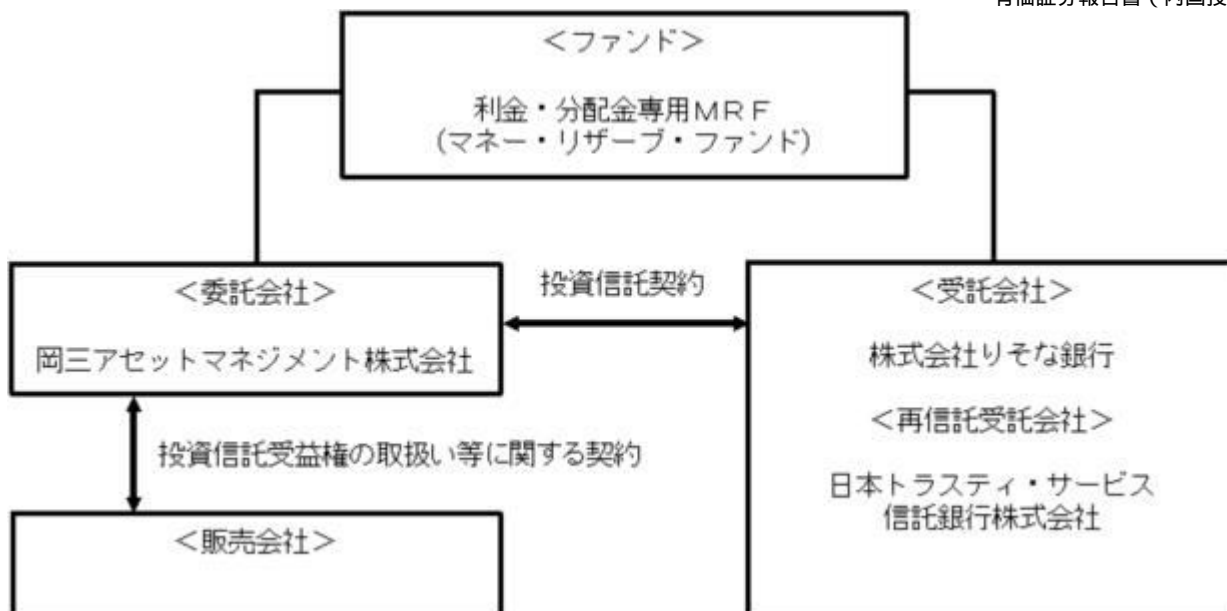 ＜ファンド＞
利金・分配金専用ＭＲＦ
（マネー・リザーブ・ファンド）
＜委託会社＞
岡三アセットマネジメント株式会社
投資信託契約
＜受託会社＞
株式会社りそな銀行
＜再信託受託会社＞
日本トラスティ・サービス
信託銀行株式会社
投資信託受益権の取扱い等に関する契約
＜販売会社＞